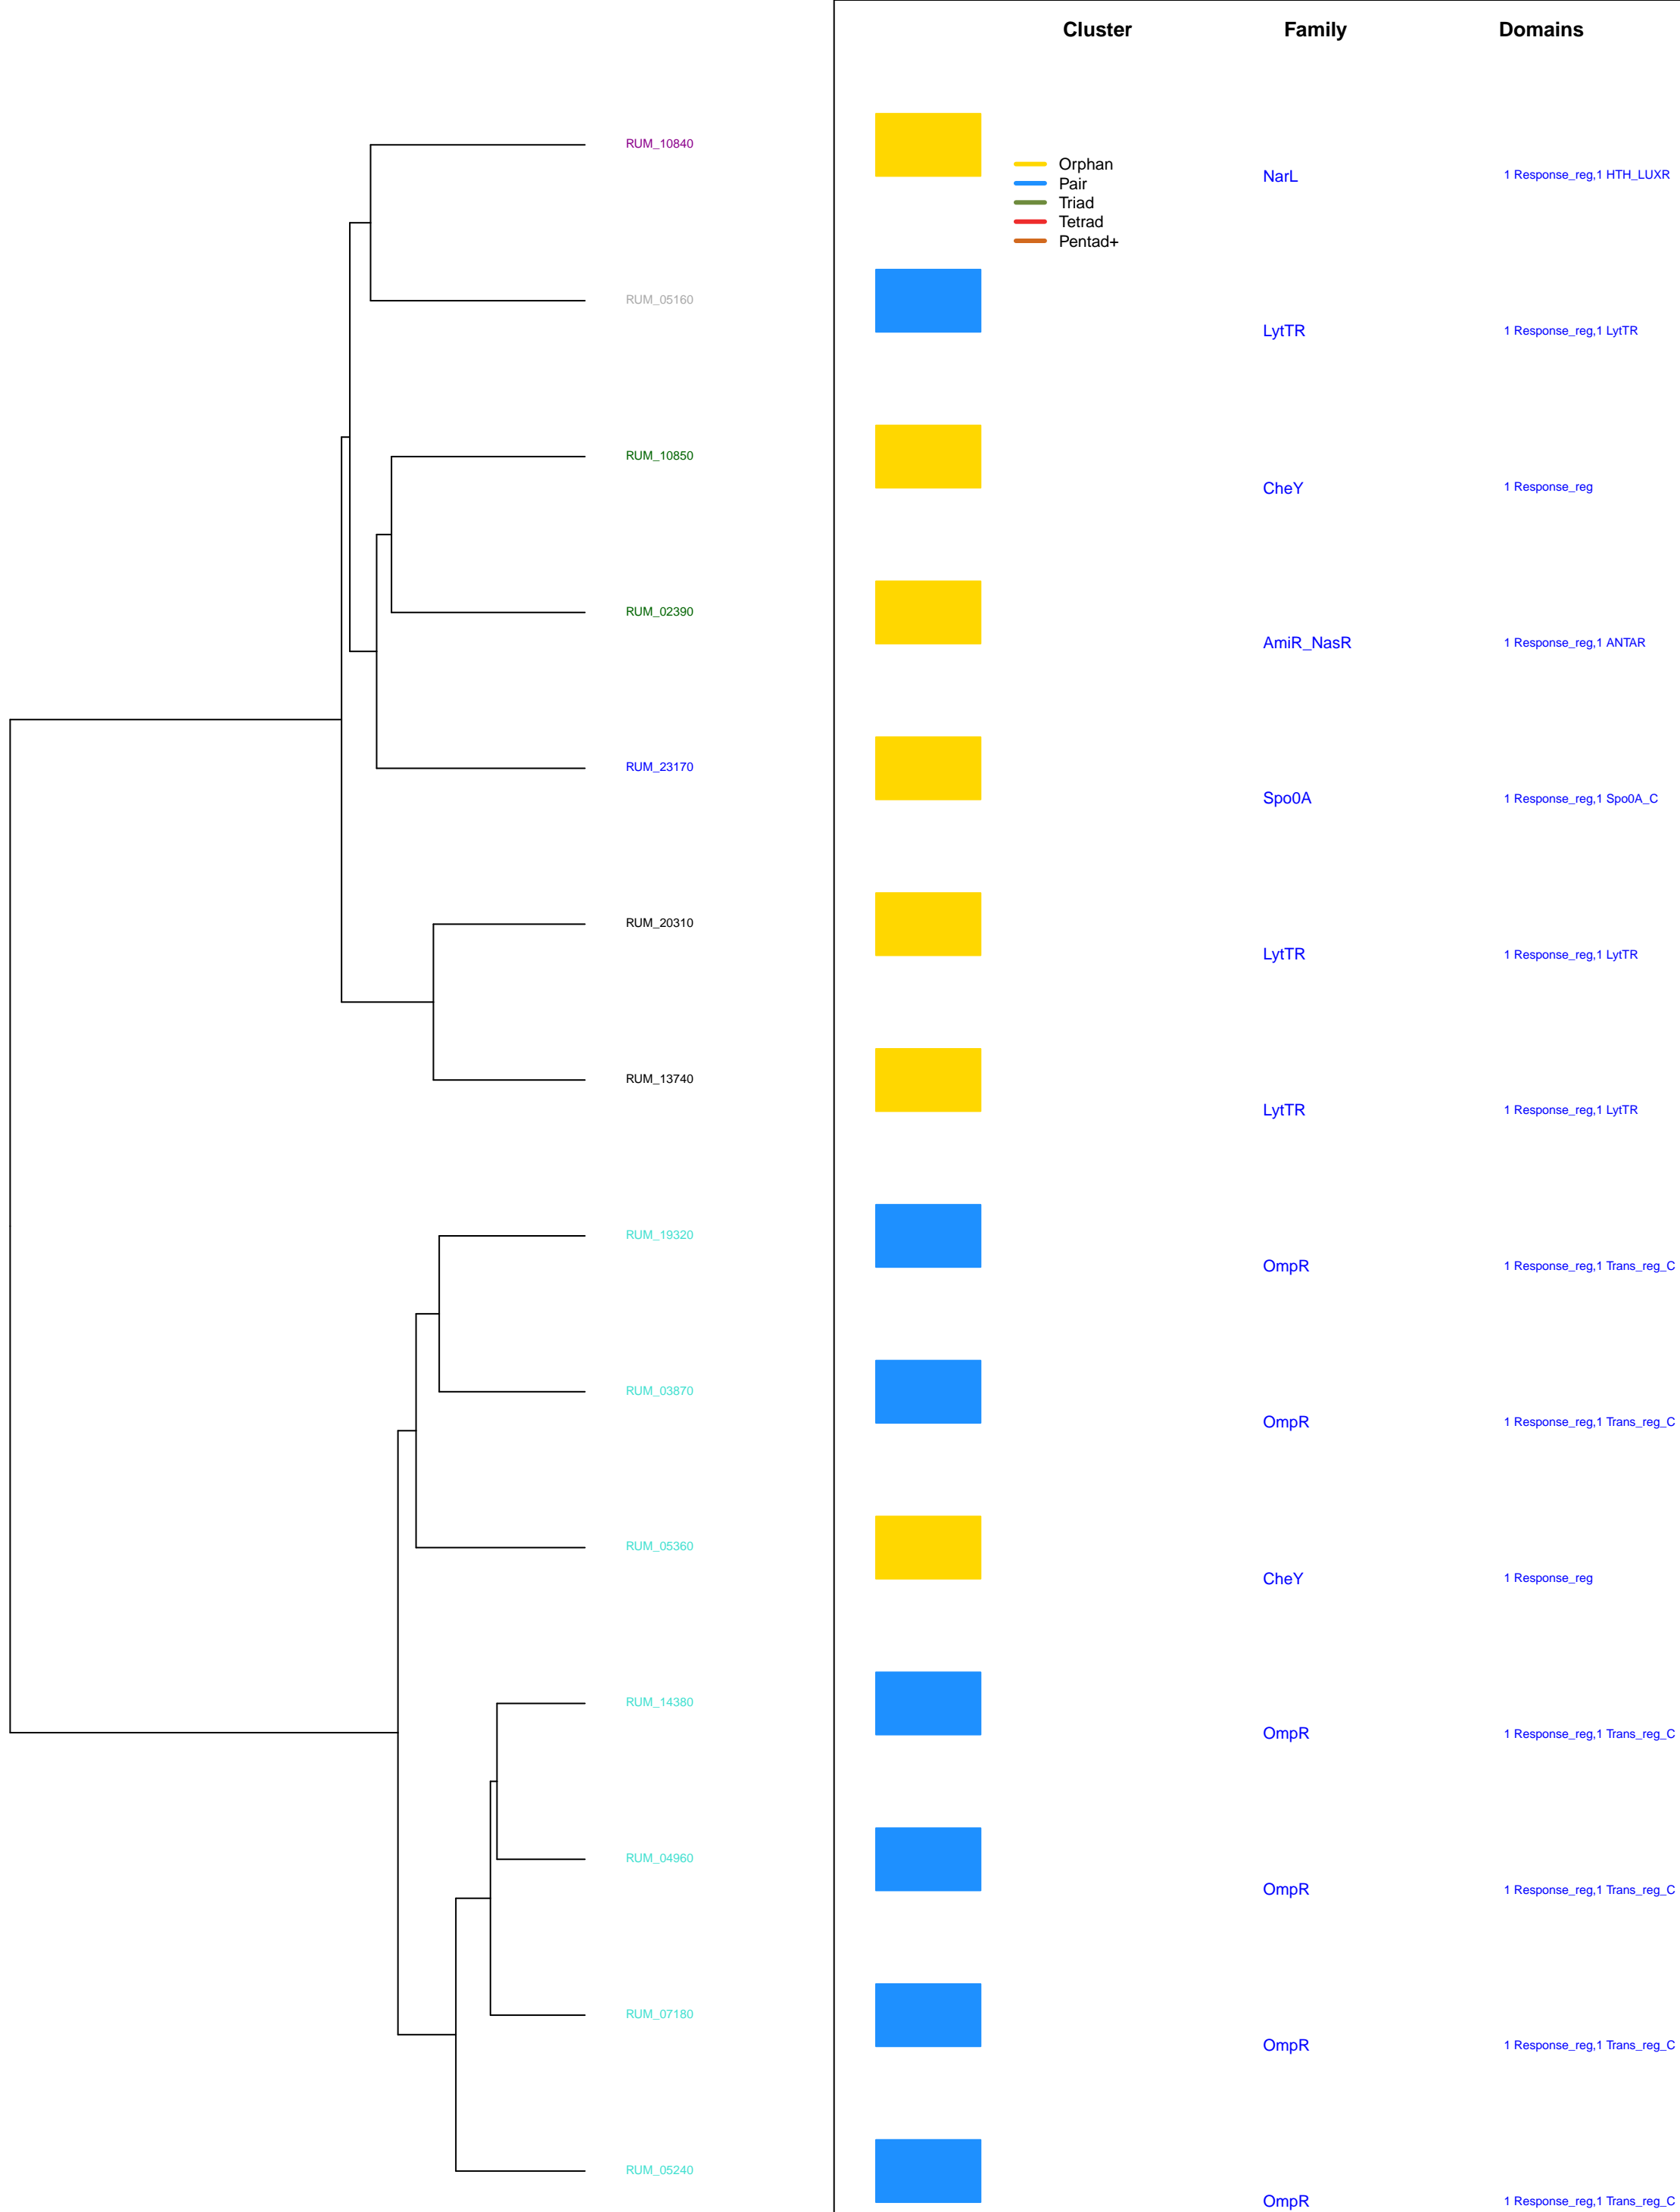 Cluster Family Domains
RUM_10840
Orphan
NarL 1 Response_reg,1 HTH_LUXR
Pair
Triad
Tetrad
Pentad+
RUM_05160
LytTR 1 Response_reg,1 LytTR
RUM_10850
CheY 1 Response_reg
RUM_02390
AmiR_NasR 1 Response_reg,1 ANTAR
RUM_23170
Spo0A 1 Response_reg,1 Spo0A_C
RUM_20310
LytTR 1 Response_reg,1 LytTR
RUM_13740
LytTR 1 Response_reg,1 LytTR
RUM_19320
OmpR 1 Response_reg,1 Trans_reg_C
RUM_03870
OmpR 1 Response_reg,1 Trans_reg_C
RUM_05360
CheY 1 Response_reg
RUM_14380
OmpR 1 Response_reg,1 Trans_reg_C
RUM_04960
OmpR 1 Response_reg,1 Trans_reg_C
RUM_07180
OmpR 1 Response_reg,1 Trans_reg_C
RUM_05240
OmpR 1 Response_reg,1 Trans_reg_C